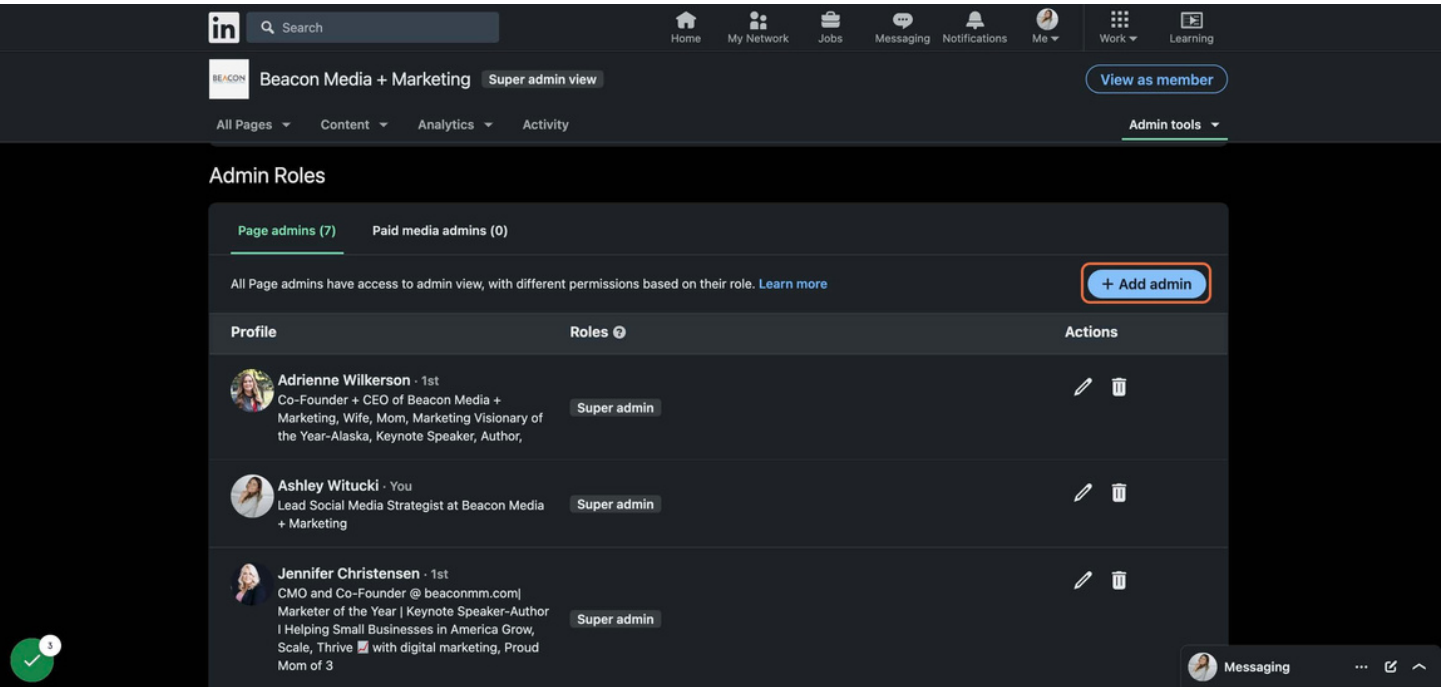 in
Search
Home
My Network
Jobs
Messaging
Notifications
Me
Work
Learning
BEACON
Beacon Media + Marketing
Super admin view
View as member
All Pages
Content
Analytics
Activity
Admin tools
Admin Roles
Page admins (7)
Paid media admins (0)
All Page admins have access to admin view, with different permissions based on their role. Learn more
+ Add admin
Profile
Roles
Actions
Adrienne Wilkerson · 1st
Co-Founder + CEO of Beacon Media +
Marketing, Wife, Mom, Marketing Visionary of
the Year-Alaska, Keynote Speaker, Author,
Super admin
Ashley Witucki · You
Lead Social Media Strategist at Beacon Media
+ Marketing
Super admin
Jennifer Christensen · 1st
CMO and Co-Founder @ beaconmm.com|
Marketer of the Year | Keynote Speaker-Author
I Helping Small Businesses in America Grow,
Scale, Thrive 📈 with digital marketing, Proud
Mom of 3
Super admin
3
Messaging